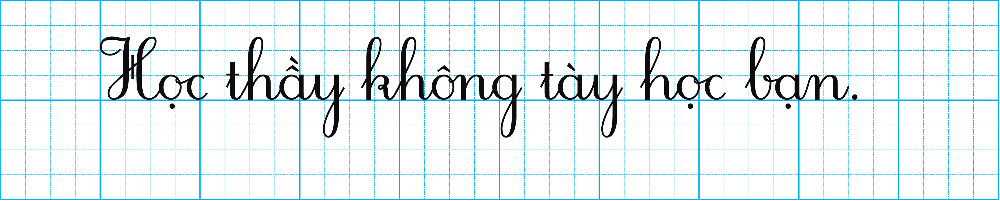 Học thầy không tày học bạn.